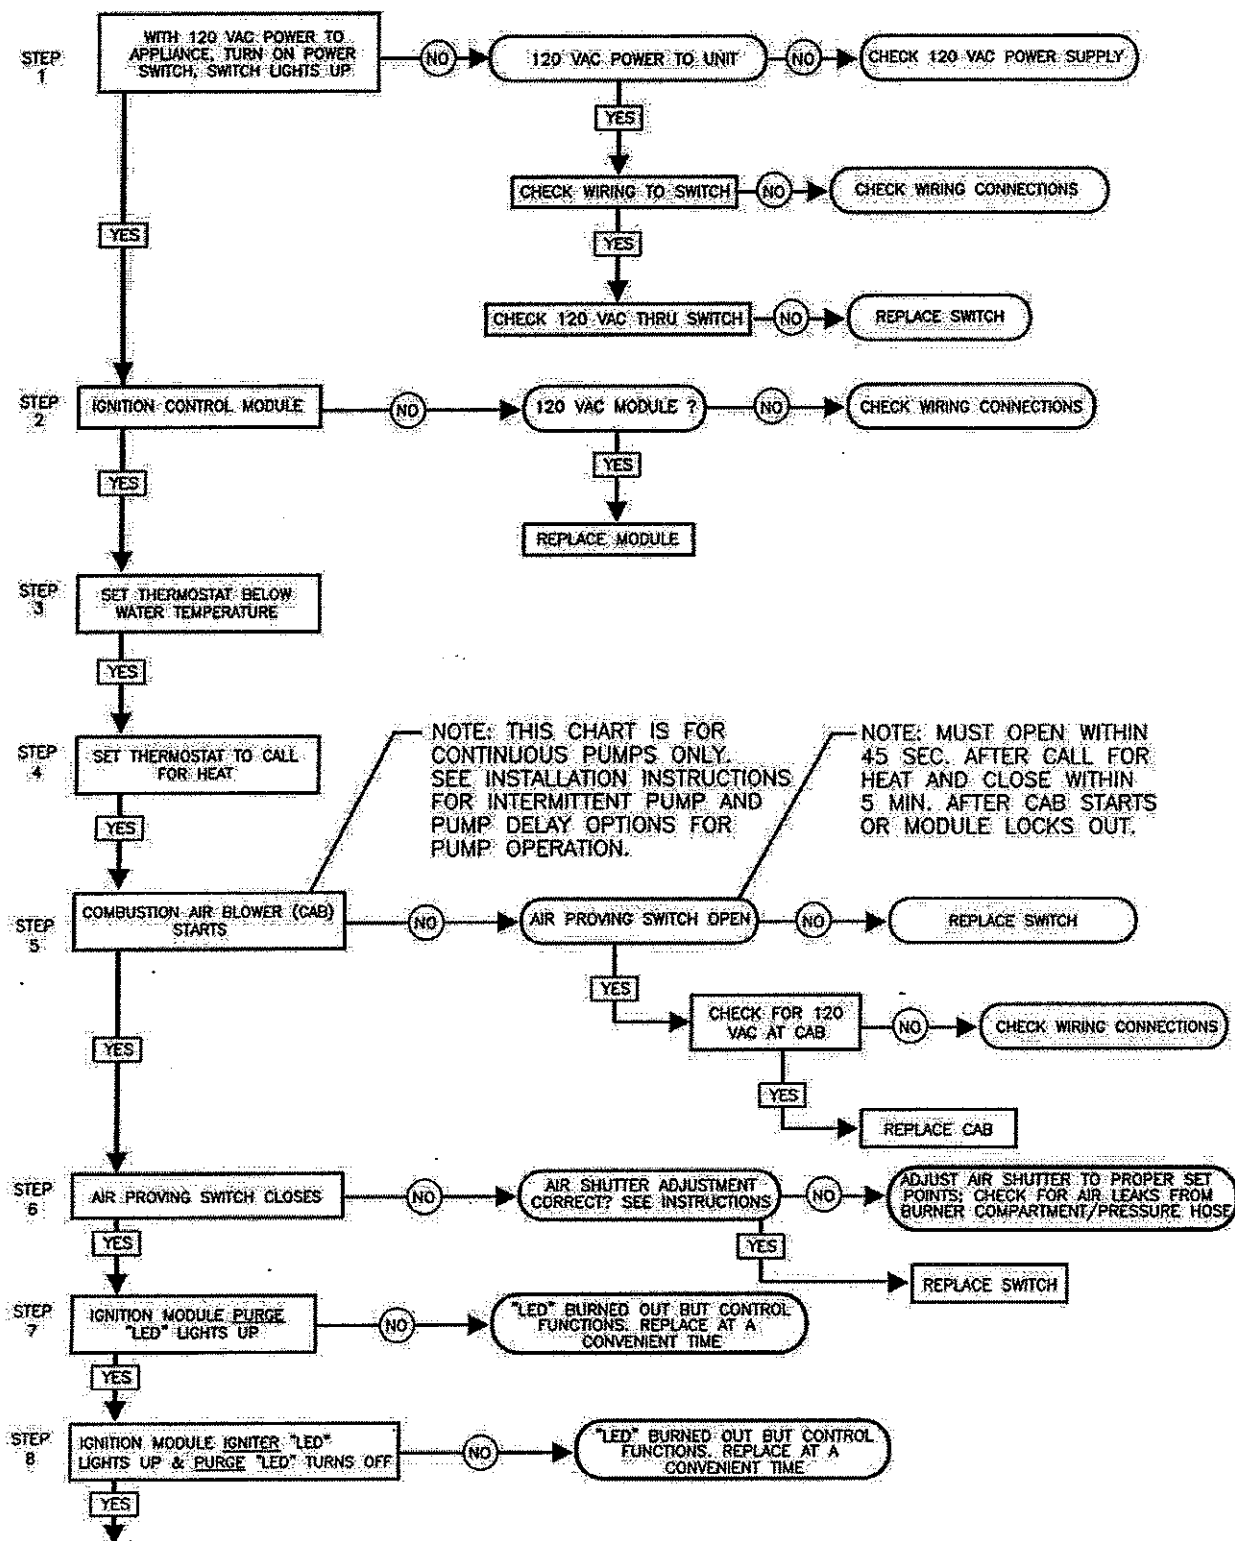 STEP
1
WITH 120 VAC POWER TO
APPLIANCE, TURN ON POWER
SWITCH, SWITCH LIGHTS UP
NO
120 VAC POWER TO UNIT
NO
CHECK 120 VAC POWER SUPPLY
YES
CHECK WIRING TO SWITCH
NO
CHECK WIRING CONNECTIONS
YES
YES
CHECK 120 VAC THRU SWITCH
NO
REPLACE SWITCH
STEP
2
IGNITION CONTROL MODULE
NO
120 VAC MODULE ?
NO
CHECK WIRING CONNECTIONS
YES
YES
REPLACE MODULE
STEP
3
SET THERMOSTAT BELOW
WATER TEMPERATURE
YES
STEP
4
SET THERMOSTAT TO CALL
FOR HEAT
NOTE: THIS CHART IS FOR
CONTINUOUS PUMPS ONLY.
SEE INSTALLATION INSTRUCTIONS
FOR INTERMITTENT PUMP AND
PUMP DELAY OPTIONS FOR
PUMP OPERATION.
NOTE: MUST OPEN WITHIN
45 SEC. AFTER CALL FOR
HEAT AND CLOSE WITHIN
5 MIN. AFTER CAB STARTS
OR MODULE LOCKS OUT.
YES
STEP
5
COMBUSTION AIR BLOWER (CAB)
STARTS
NO
AIR PROVING SWITCH OPEN
NO
REPLACE SWITCH
YES
CHECK FOR 120
VAC AT CAB
NO
CHECK WIRING CONNECTIONS
YES
YES
REPLACE CAB
STEP
6
AIR PROVING SWITCH CLOSES
NO
AIR SHUTTER ADJUSTMENT
CORRECT? SEE INSTRUCTIONS
NO
ADJUST AIR SHUTTER TO PROPER SET
POINTS; CHECK FOR AIR LEAKS FROM
BURNER COMPARTMENT/PRESSURE HOSE
YES
YES
REPLACE SWITCH
STEP
7
IGNITION MODULE PURGE
"LED" LIGHTS UP
NO
"LED" BURNED OUT BUT CONTROL
FUNCTIONS. REPLACE AT A
CONVENIENT TIME
YES
STEP
8
IGNITION MODULE IGNITER "LED"
LIGHTS UP & PURGE "LED" TURNS OFF
NO
"LED" BURNED OUT BUT CONTROL
FUNCTIONS. REPLACE AT A
CONVENIENT TIME
YES